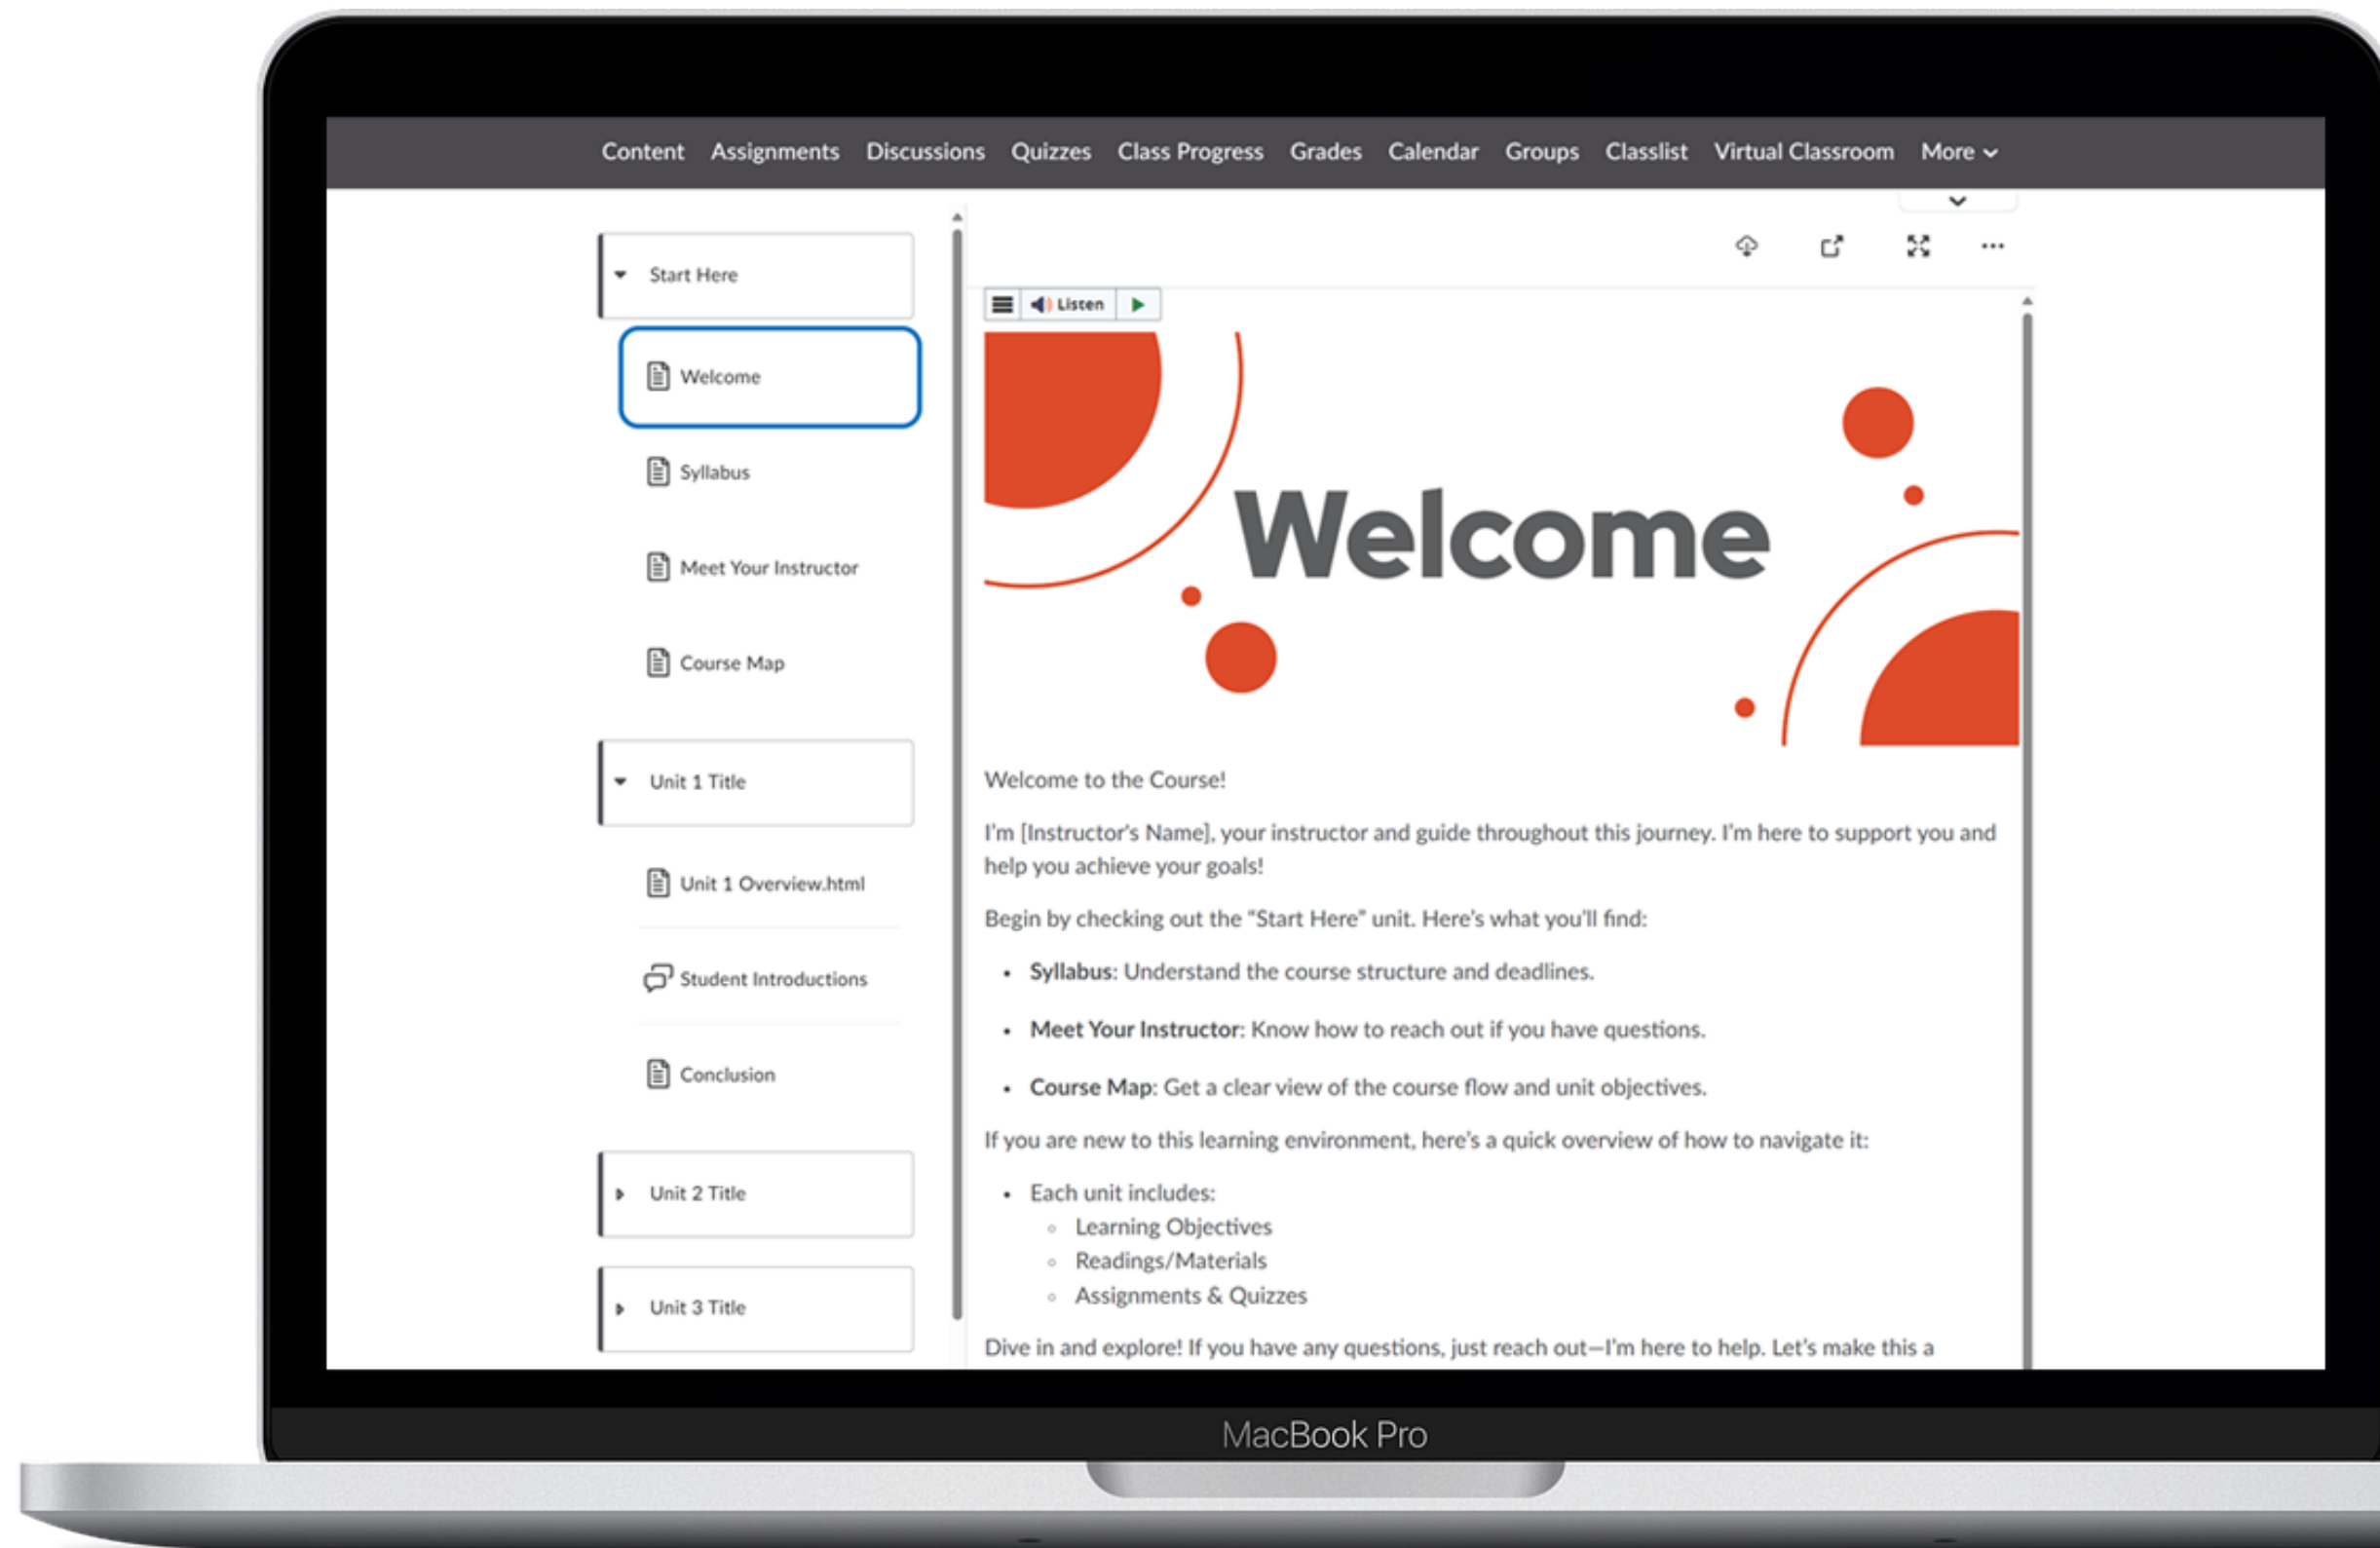 Content Assignments Discussions Quizzes Class Progress Grades Calendar Groups Classlist Virtual Classroom More
Start Here
Welcome
Syllabus
Meet Your Instructor
Course Map
Unit 1 Title
Unit 1 Overview.html
Student Introductions
Conclusion
Unit 2 Title
Unit 3 Title
Listen
Welcome
Welcome to the Course!
I'm [Instructor's Name], your instructor and guide throughout this journey. I'm here to support you and
help you achieve your goals!
Begin by checking out the “Start Here” unit. Here's what you'll find:
• Syllabus: Understand the course structure and deadlines.
• Meet Your Instructor: Know how to reach out if you have questions.
• Course Map: Get a clear view of the course flow and unit objectives.
If you are new to this learning environment, here's a quick overview of how to navigate it:
• Each unit includes:
◦ Learning Objectives
◦ Readings/Materials
◦ Assignments & Quizzes
Dive in and explore! If you have any questions, just reach out—I'm here to help. Let's make this a
MacBook Pro